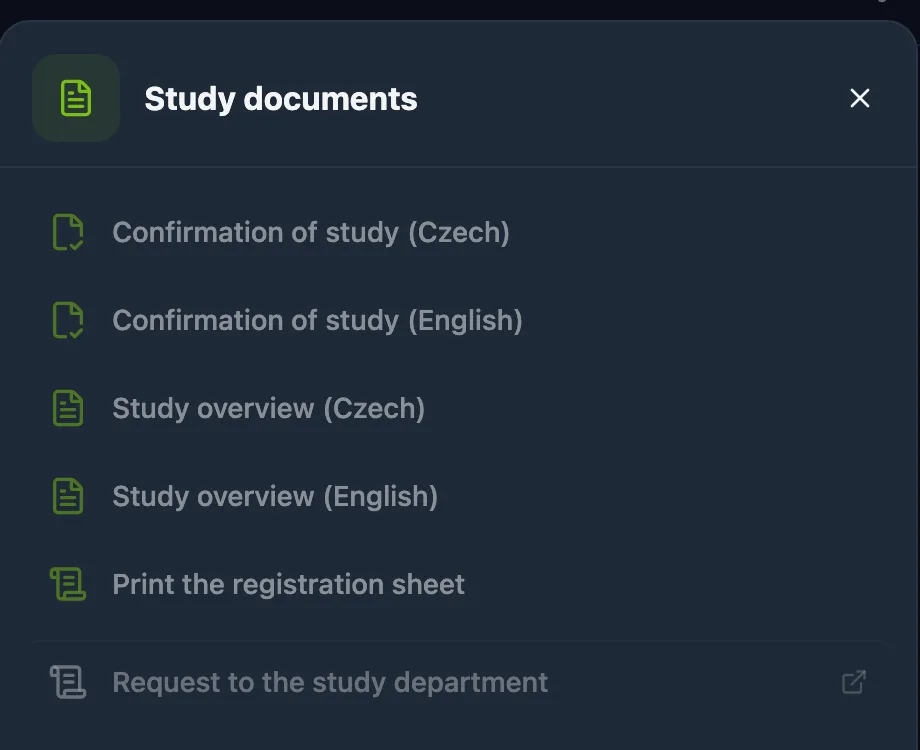 Study documents
Confirmation of study (Czech)
Confirmation of study (English)
Study overview (Czech)
Study overview (English)
Print the registration sheet
Request to the study department